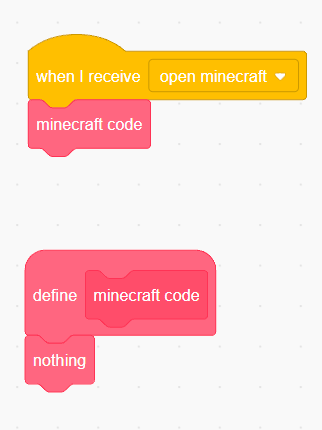 when I receive open minecraft
minecraft code
define minecraft code
nothing